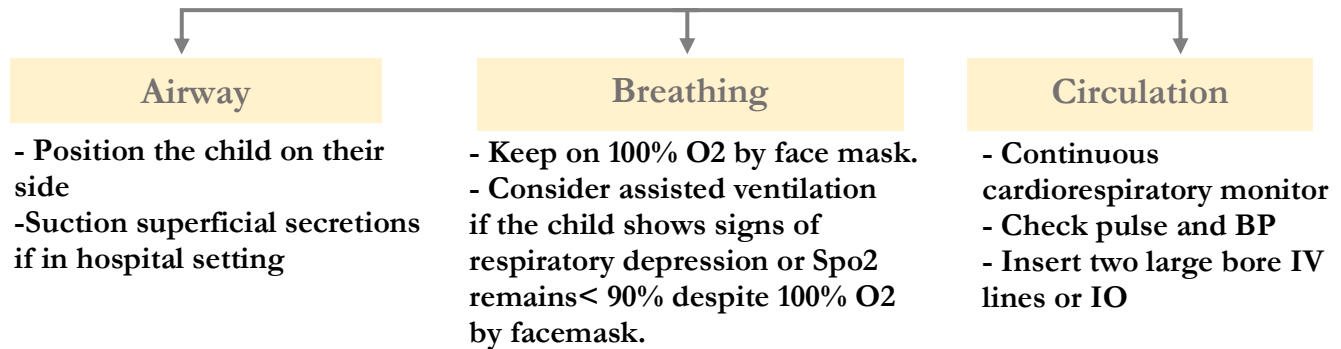 Airway
- Position the child on their
side
-Suction superficial secretions
if in hospital setting
Breathing
- Keep on 100% O2 by face mask.
- Consider assisted ventilation
if the child shows signs of
respiratory depression or Spo2
remains< 90% despite 100% O2
by facemask.
Circulation
- Continuous
cardiorespiratory monitor
- Check pulse and BP
- Insert two large bore IV
lines or IO